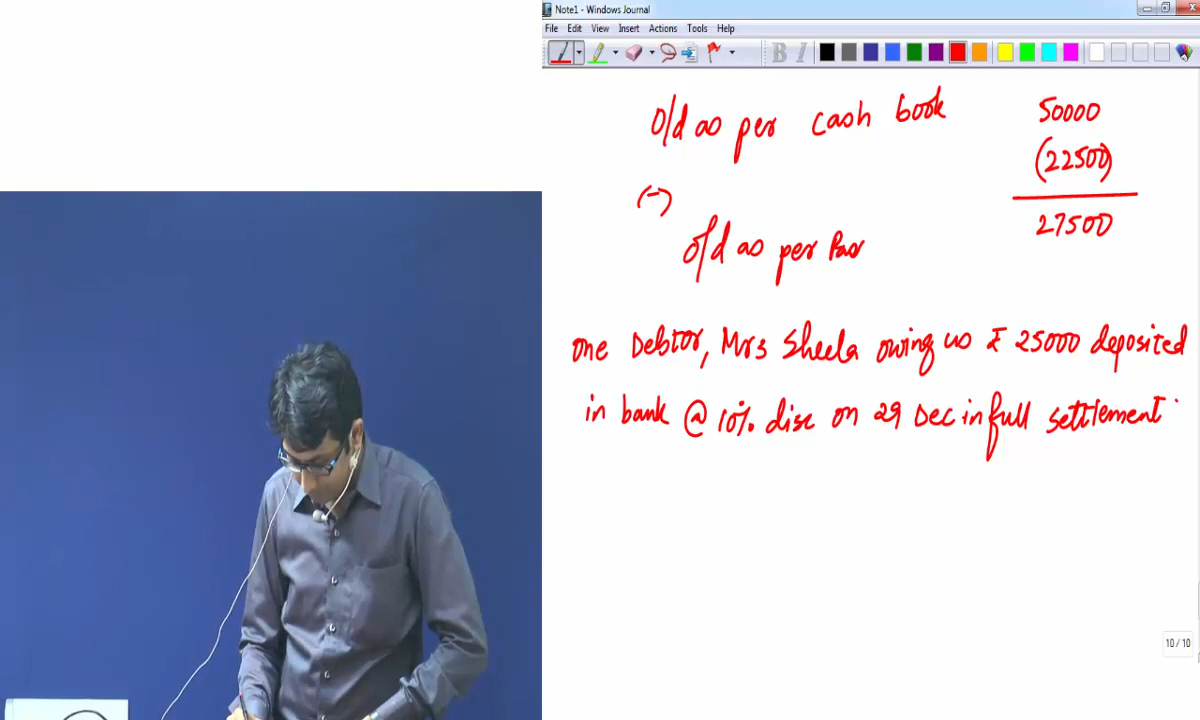 Note1 - Windows Journal
File Edit View Insert Actions Tools Help
B I
o/d as per cash book 50000
(22500)
(-)
27500
o/d as per Pass
one Debtor, Mrs Sheela owing us ₹ 25000 deposited
in bank @ 10% disc on 29 Dec in full settlement
10 / 10